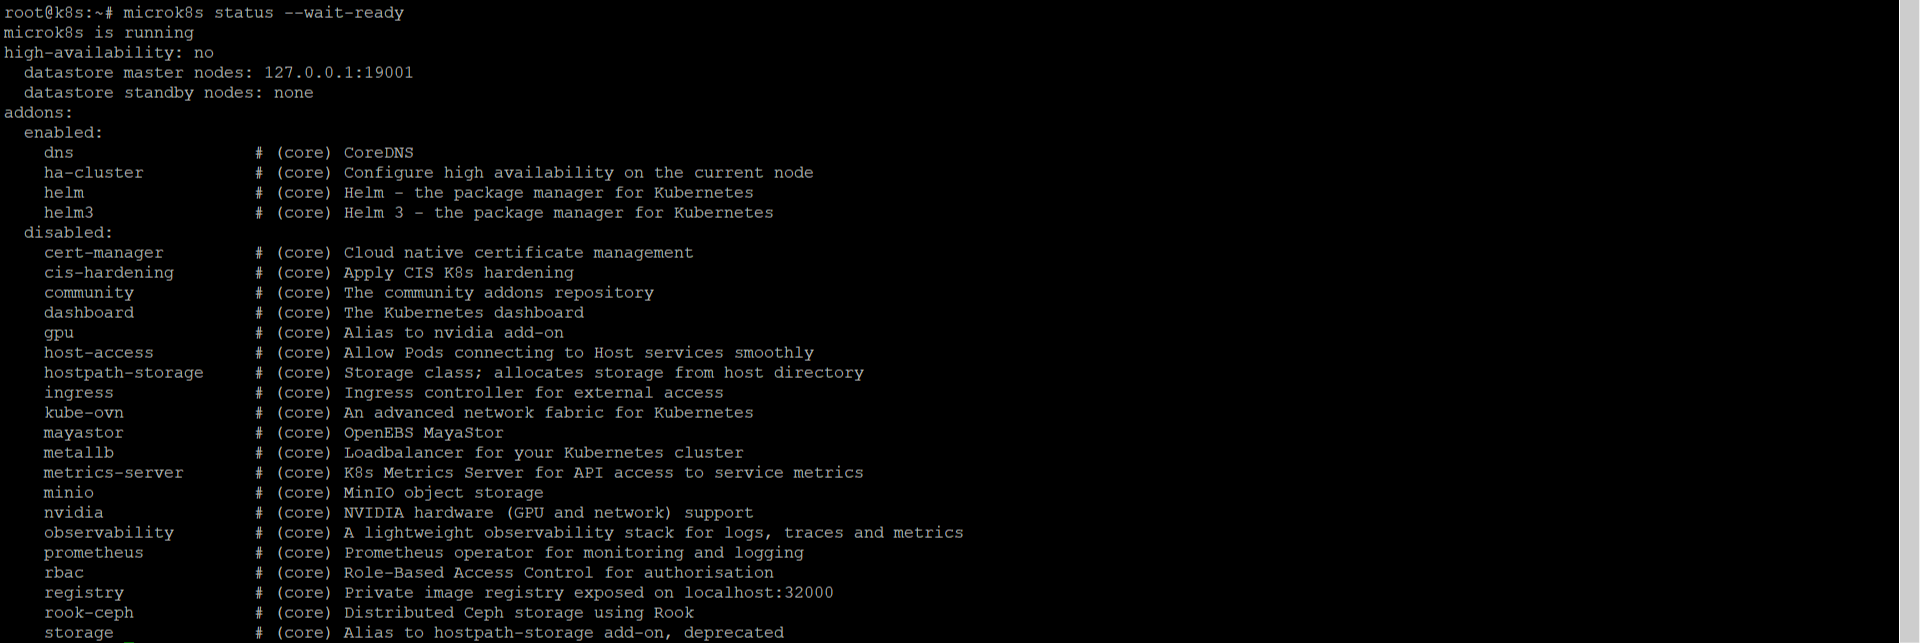 root@k8s:~# microk8s status --wait-ready
microk8s is running
high-availability: no
  datastore master nodes: 127.0.0.1:19001
  datastore standby nodes: none
addons:
  enabled:
    dns                  # (core) CoreDNS
    ha-cluster           # (core) Configure high availability on the current node
    helm                 # (core) Helm - the package manager for Kubernetes
    helm3                # (core) Helm 3 - the package manager for Kubernetes
  disabled:
    cert-manager         # (core) Cloud native certificate management
    cis-hardening        # (core) Apply CIS K8s hardening
    community            # (core) The community addons repository
    dashboard            # (core) The Kubernetes dashboard
    gpu                  # (core) Alias to nvidia add-on
    host-access          # (core) Allow Pods connecting to Host services smoothly
    hostpath-storage     # (core) Storage class; allocates storage from host directory
    ingress              # (core) Ingress controller for external access
    kube-ovn             # (core) An advanced network fabric for Kubernetes
    mayastor             # (core) OpenEBS MayaStor
    metallb              # (core) Loadbalancer for your Kubernetes cluster
    metrics-server       # (core) K8s Metrics Server for API access to service metrics
    minio                # (core) MinIO object storage
    nvidia               # (core) NVIDIA hardware (GPU and network) support
    observability        # (core) A lightweight observability stack for logs, traces and metrics
    prometheus           # (core) Prometheus operator for monitoring and logging
    rbac                 # (core) Role-Based Access Control for authorisation
    registry             # (core) Private image registry exposed on localhost:32000
    rook-ceph            # (core) Distributed Ceph storage using Rook
    storage              # (core) Alias to hostpath-storage add-on, deprecated